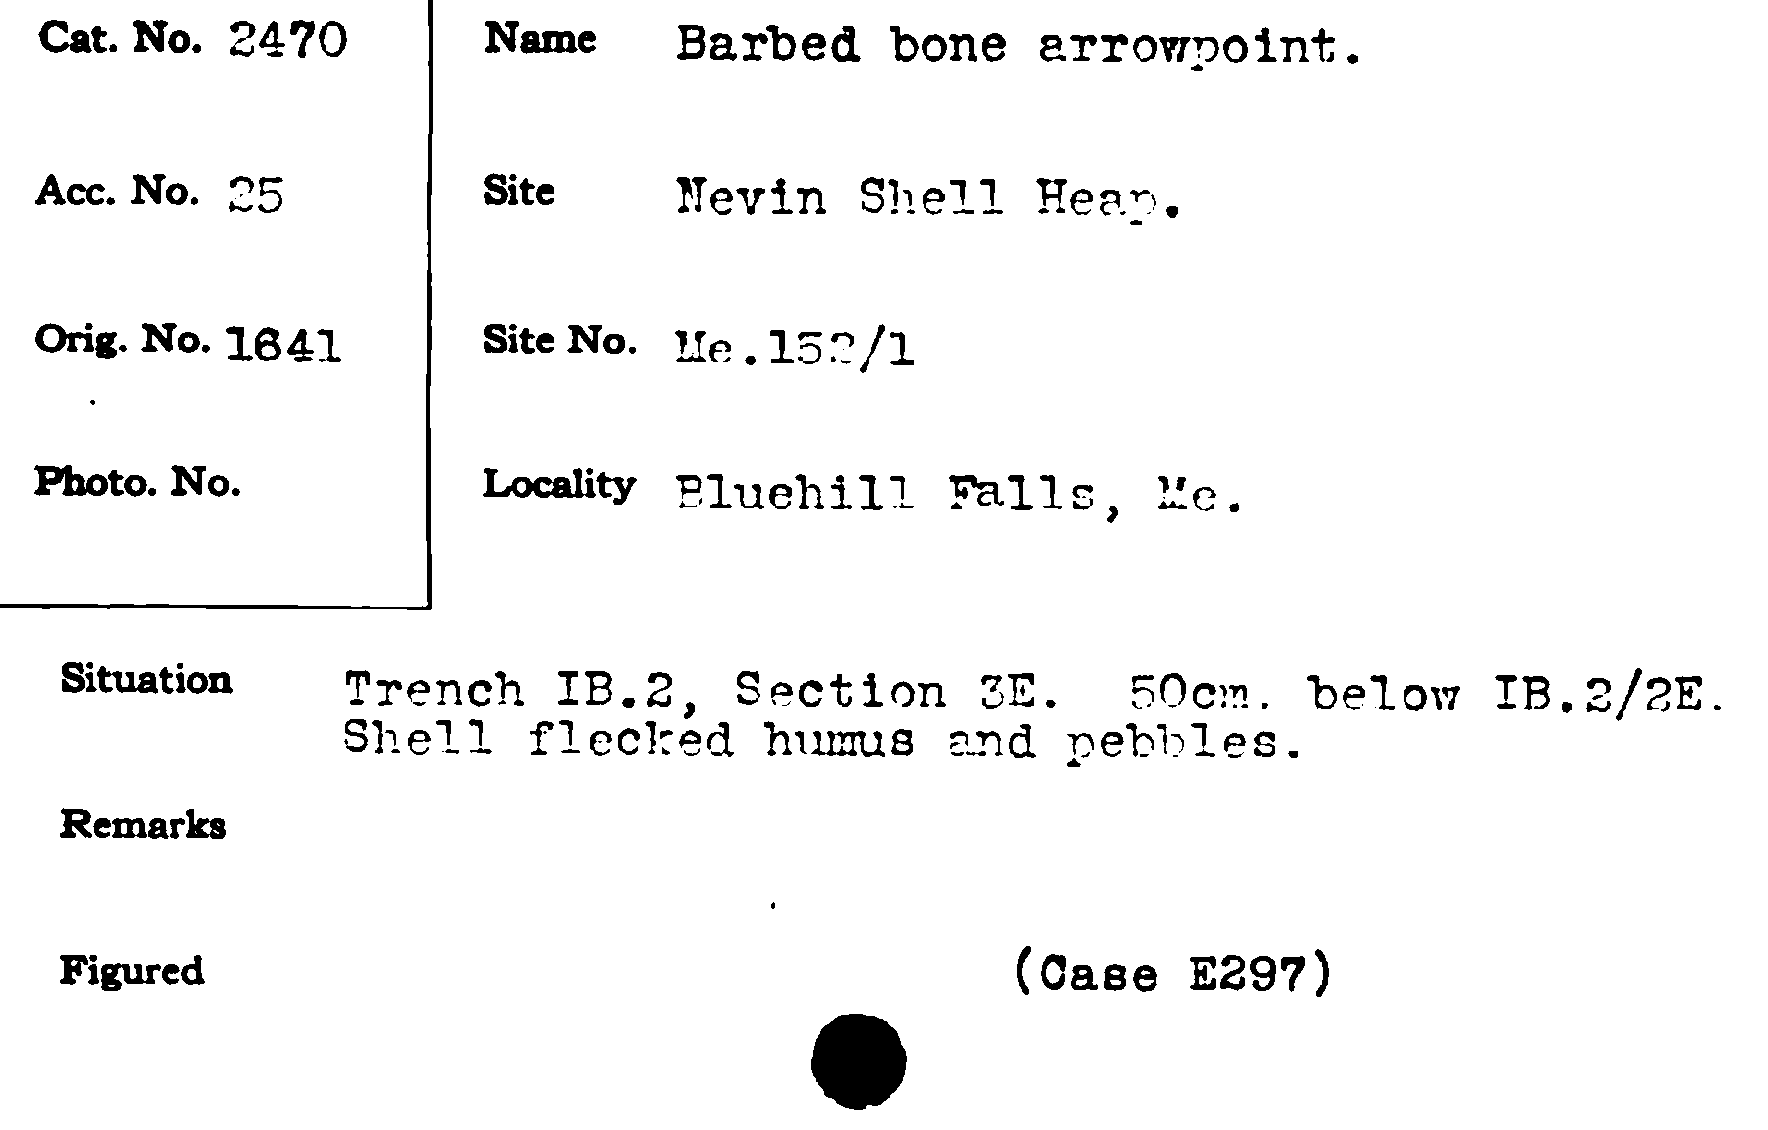 Cat. No. 2470
Name Barbed bone arrowpoint.
Acc. No. 25
Site Nevin Shell Heap.
Orig. No. 1641
Site No. Me.152/1
Photo. No.
Locality Bluehill Falls, Me.
Situation Trench IB.2, Section 3E. 50cm. below IB.2/2E.
Shell flecked humus and pebbles.
Remarks
Figured
(Case E297)